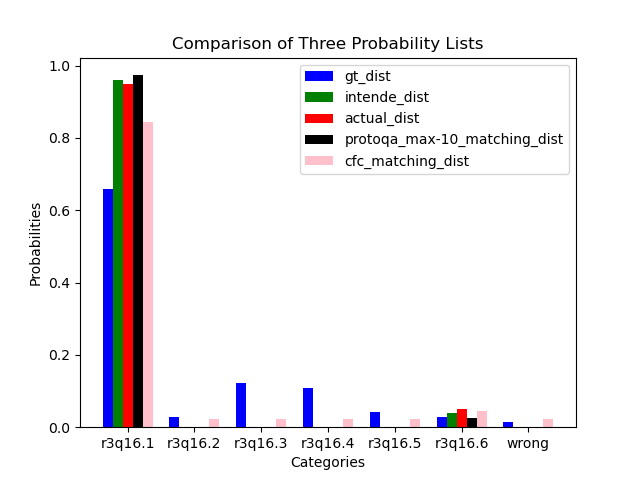 Comparison of Three Probability Lists
gt_dist
intende_dist
actual_dist
protoqa_max-10_matching_dist
cfc_matching_dist
Probabilities
1.0
0.8
0.6
0.4
0.2
0.0
r3q16.1 r3q16.2 r3q16.3 r3q16.4 r3q16.5 r3q16.6 wrong
Categories